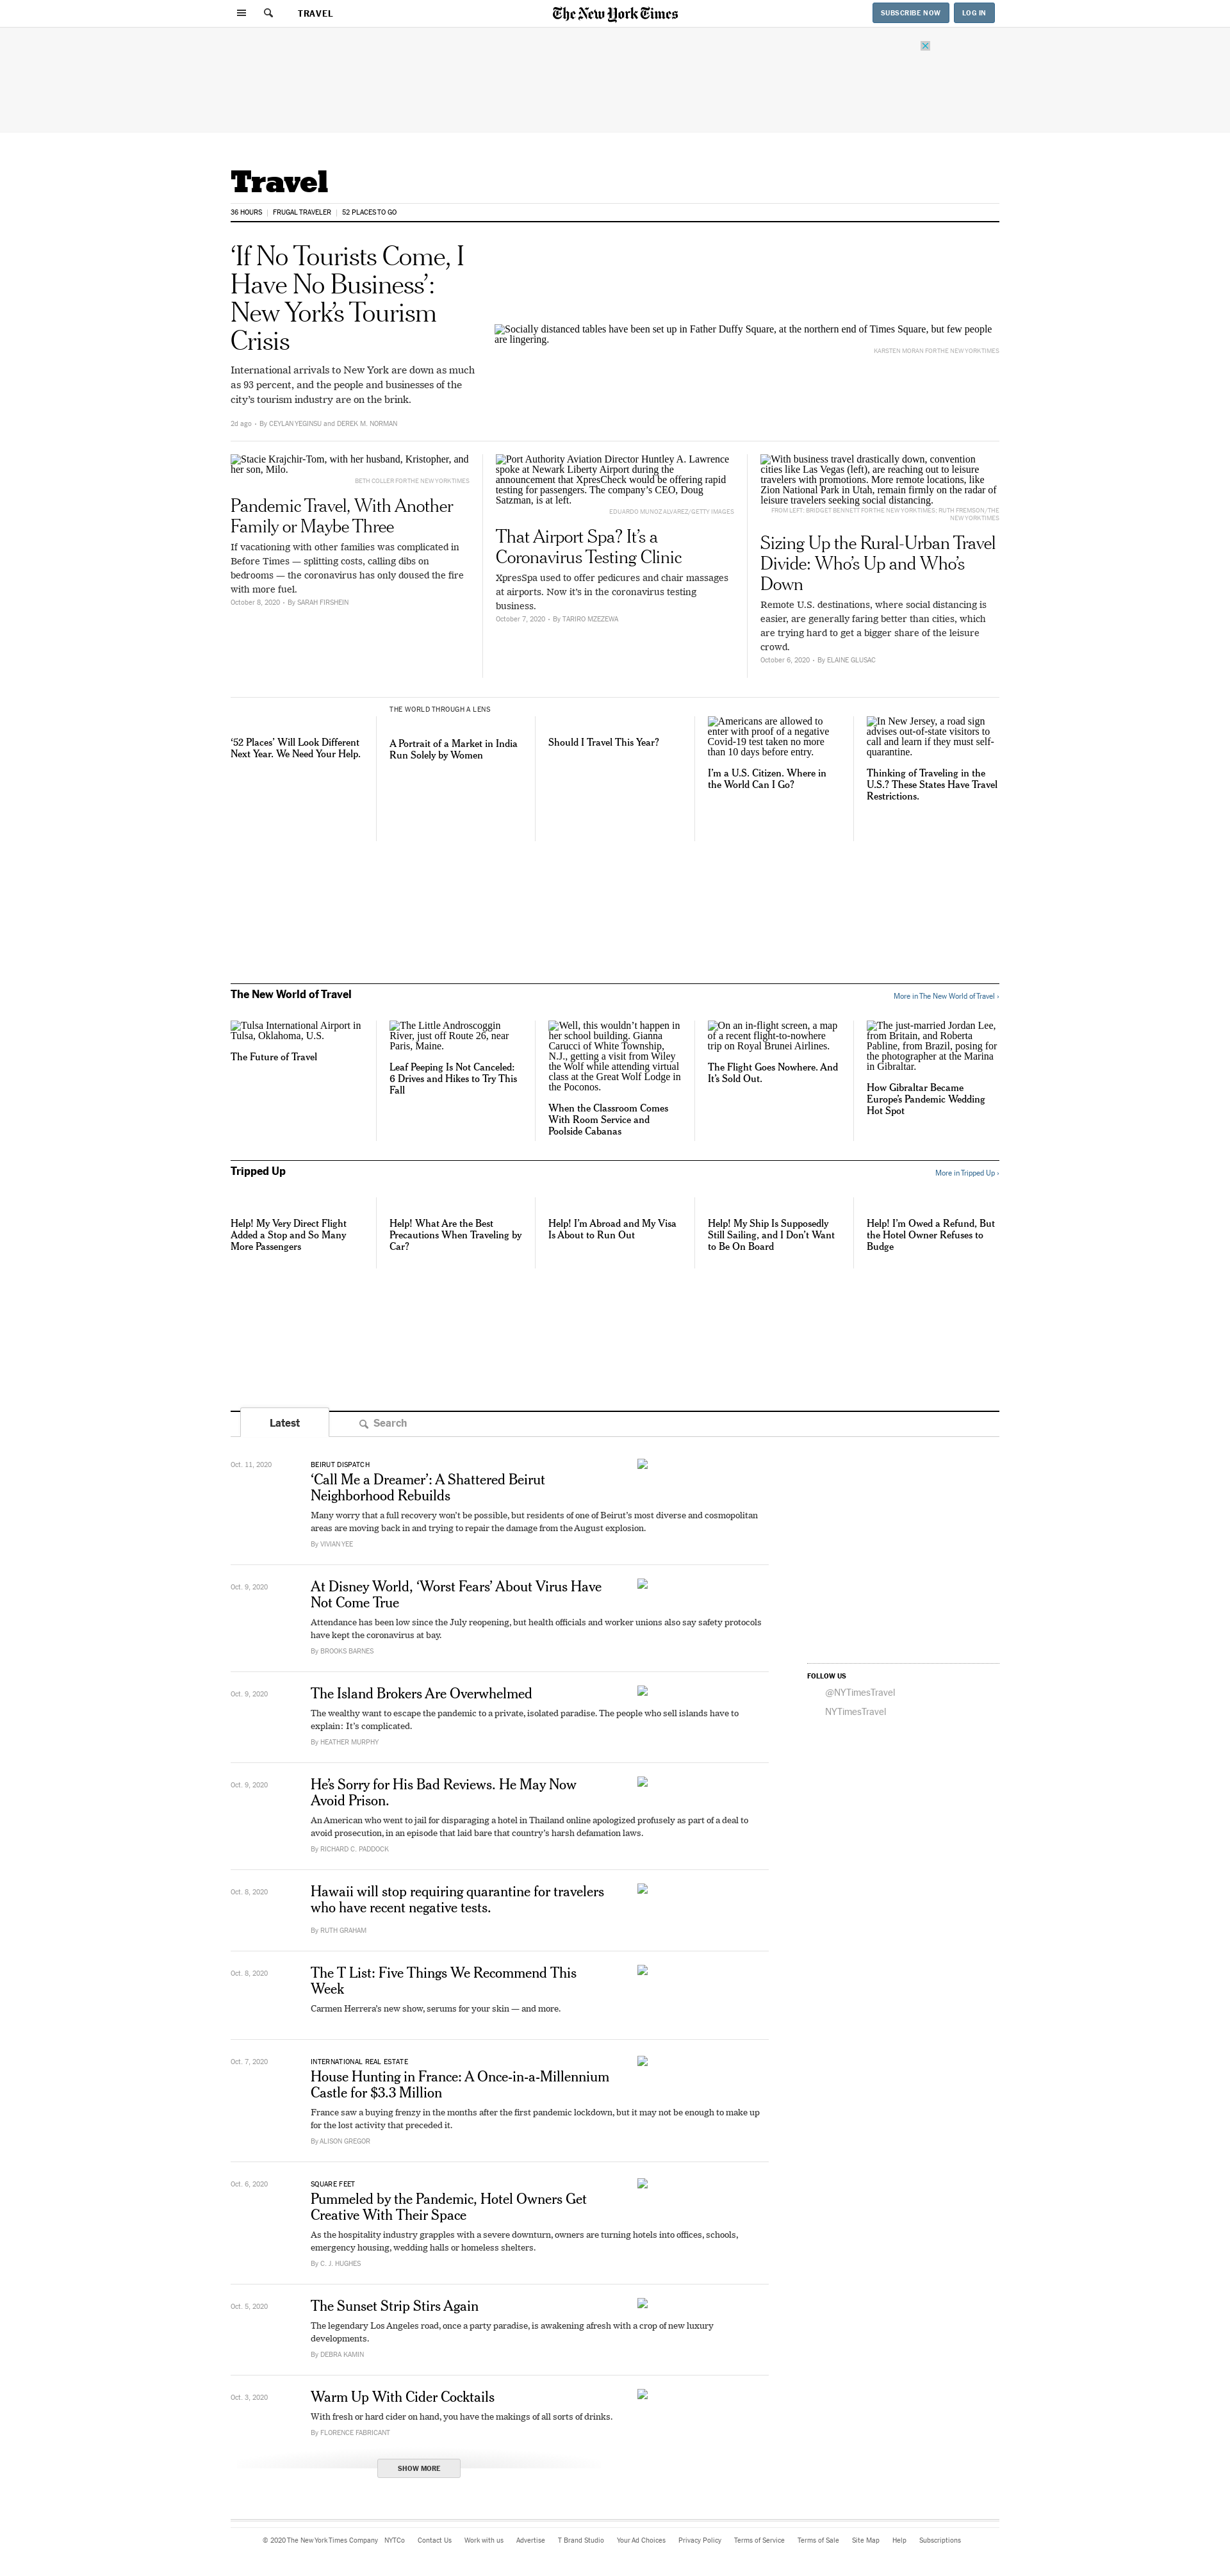 TRAVEL
The New York Times
SUBSCRIBE NOW
LOG IN
Travel
36 HOURS
FRUGAL TRAVELER
52 PLACES TO GO
‘If No Tourists Come, I
Have No Business’:
New York’s Tourism
Crisis
International arrivals to New York are down as much
as 93 percent, and the people and businesses of the
city’s tourism industry are on the brink.
2d ago • By CEYLAN YEGINSU and DEREK M. NORMAN
Socially distanced tables have been set up in Father Duffy Square, at the northern end of Times Square, but few people
are lingering.
KARSTEN MORAN FOR THE NEW YORK TIMES
Stacie Krajchir-Tom, with her husband, Kristopher, and
her son, Milo.
BETH COLLER FOR THE NEW YORK TIMES
Pandemic Travel, With Another
Family or Maybe Three
If vacationing with other families was complicated in
Before Times — splitting costs, calling dibs on
bedrooms — the coronavirus has only doused the fire
with more fuel.
October 8, 2020 • By SARAH FIRSHEIN
Port Authority Aviation Director Huntley A. Lawrence
spoke at Newark Liberty Airport during the
announcement that XpresCheck would be offering rapid
testing for passengers. The company’s CEO, Doug
Satzman, is at left.
EDUARDO MUNOZ ALVAREZ/GETTY IMAGES
That Airport Spa? It’s a
Coronavirus Testing Clinic
XpresSpa used to offer pedicures and chair massages
at airports. Now it’s in the coronavirus testing
business.
October 7, 2020 • By TARIRO MZEZEWA
With business travel drastically down, convention
cities like Las Vegas (left), are reaching out to leisure
travelers with promotions. More remote locations, like
Zion National Park in Utah, remain firmly on the radar of
leisure travelers seeking social distancing.
FROM LEFT: BRIDGET BENNETT FOR THE NEW YORK TIMES; RUTH FREMSON/THE
NEW YORK TIMES
Sizing Up the Rural-Urban Travel
Divide: Who’s Up and Who’s
Down
Remote U.S. destinations, where social distancing is
easier, are generally faring better than cities, which
are trying hard to get a bigger share of the leisure
crowd.
October 6, 2020 • By ELAINE GLUSAC
‘52 Places’ Will Look Different
Next Year. We Need Your Help.
THE WORLD THROUGH A LENS
A Portrait of a Market in India
Run Solely by Women
Should I Travel This Year?
Americans are allowed to
enter with proof of a negative
Covid-19 test taken no more
than 10 days before entry.
I’m a U.S. Citizen. Where in
the World Can I Go?
In New Jersey, a road sign
advises out-of-state visitors to
call and learn if they must self-
quarantine.
Thinking of Traveling in the
U.S.? These States Have Travel
Restrictions.
The New World of Travel
More in The New World of Travel ›
Tulsa International Airport in
Tulsa, Oklahoma, U.S.
The Future of Travel
The Little Androscoggin
River, just off Route 26, near
Paris, Maine.
Leaf Peeping Is Not Canceled:
6 Drives and Hikes to Try This
Fall
Well, this wouldn’t happen in
her school building. Gianna
Carucci of White Township,
N.J., getting a visit from Wiley
the Wolf while attending virtual
class at the Great Wolf Lodge in
the Poconos.
When the Classroom Comes
With Room Service and
Poolside Cabanas
On an in-flight screen, a map
of a recent flight-to-nowhere
trip on Royal Brunei Airlines.
The Flight Goes Nowhere. And
It’s Sold Out.
The just-married Jordan Lee,
from Britain, and Roberta
Pabline, from Brazil, posing for
the photographer at the Marina
in Gibraltar.
How Gibraltar Became
Europe’s Pandemic Wedding
Hot Spot
Tripped Up
More in Tripped Up ›
Help! My Very Direct Flight
Added a Stop and So Many
More Passengers
Help! What Are the Best
Precautions When Traveling by
Car?
Help! I’m Abroad and My Visa
Is About to Run Out
Help! My Ship Is Supposedly
Still Sailing, and I Don’t Want
to Be On Board
Help! I’m Owed a Refund, But
the Hotel Owner Refuses to
Budge
Latest
Search
Oct. 11, 2020
BEIRUT DISPATCH
‘Call Me a Dreamer’: A Shattered Beirut
Neighborhood Rebuilds
Many worry that a full recovery won’t be possible, but residents of one of Beirut’s most diverse and cosmopolitan
areas are moving back in and trying to repair the damage from the August explosion.
By VIVIAN YEE
Oct. 9, 2020
At Disney World, ‘Worst Fears’ About Virus Have
Not Come True
Attendance has been low since the July reopening, but health officials and worker unions also say safety protocols
have kept the coronavirus at bay.
By BROOKS BARNES
Oct. 9, 2020
The Island Brokers Are Overwhelmed
The wealthy want to escape the pandemic to a private, isolated paradise. The people who sell islands have to
explain: It’s complicated.
By HEATHER MURPHY
FOLLOW US
@NYTimesTravel
NYTimesTravel
Oct. 9, 2020
He’s Sorry for His Bad Reviews. He May Now
Avoid Prison.
An American who went to jail for disparaging a hotel in Thailand online apologized profusely as part of a deal to
avoid prosecution, in an episode that laid bare that country’s harsh defamation laws.
By RICHARD C. PADDOCK
Oct. 8, 2020
Hawaii will stop requiring quarantine for travelers
who have recent negative tests.
By RUTH GRAHAM
Oct. 8, 2020
The T List: Five Things We Recommend This
Week
Carmen Herrera’s new show, serums for your skin — and more.
Oct. 7, 2020
INTERNATIONAL REAL ESTATE
House Hunting in France: A Once-in-a-Millennium
Castle for $3.3 Million
France saw a buying frenzy in the months after the first pandemic lockdown, but it may not be enough to make up
for the lost activity that preceded it.
By ALISON GREGOR
Oct. 6, 2020
SQUARE FEET
Pummeled by the Pandemic, Hotel Owners Get
Creative With Their Space
As the hospitality industry grapples with a severe downturn, owners are turning hotels into offices, schools,
emergency housing, wedding halls or homeless shelters.
By C. J. HUGHES
Oct. 5, 2020
The Sunset Strip Stirs Again
The legendary Los Angeles road, once a party paradise, is awakening afresh with a crop of new luxury
developments.
By DEBRA KAMIN
Oct. 3, 2020
Warm Up With Cider Cocktails
With fresh or hard cider on hand, you have the makings of all sorts of drinks.
By FLORENCE FABRICANT
SHOW MORE
© 2020 The New York Times Company
NYTCo
Contact Us
Work with us
Advertise
T Brand Studio
Your Ad Choices
Privacy Policy
Terms of Service
Terms of Sale
Site Map
Help
Subscriptions